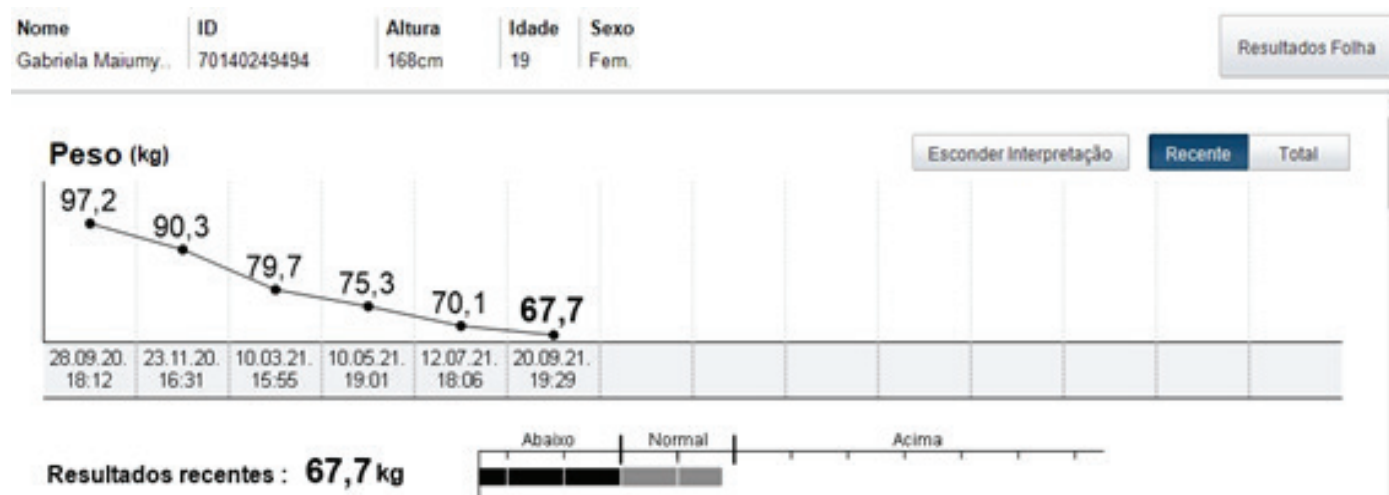 Nome ID Altura Idade Sexo
Gabriela Maiumy.. 70140249494 168cm 19 Fem.
Resultados Folha
Peso (kg)
Esconder Interpretação Recente Total
97,2 90,3 79,7 75,3 70,1 67,7
28.09.20. 23.11.20. 10.03.21. 10.05.21. 12.07.21. 20.09.21.
18:12 16:31 15:55 19:01 18:06 19:29
Abaixo Normal Acima
Resultados recentes : 67,7 kg